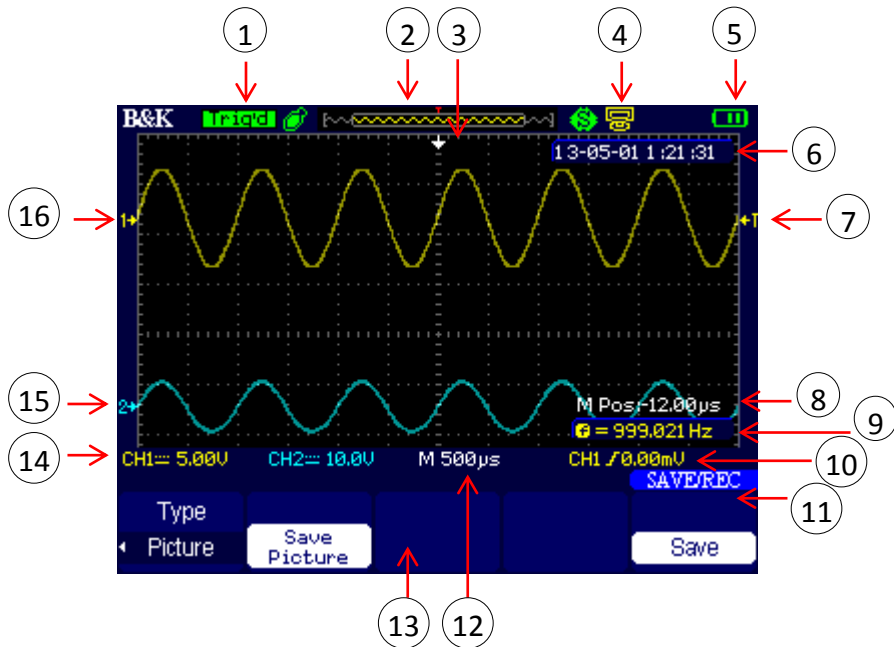 1 2 3 4 5
B&K Trig'd T S
13-05-01 1:21:31 6
16 1 T 7
15 2 M Pos:-12.00μs 8
f = 999.021Hz 9
14 CH1 5.00V CH2 10.0V M 500μs CH1 0.00mV 10
SAVE/REC 11
Type
Picture Save Picture Save
13 12